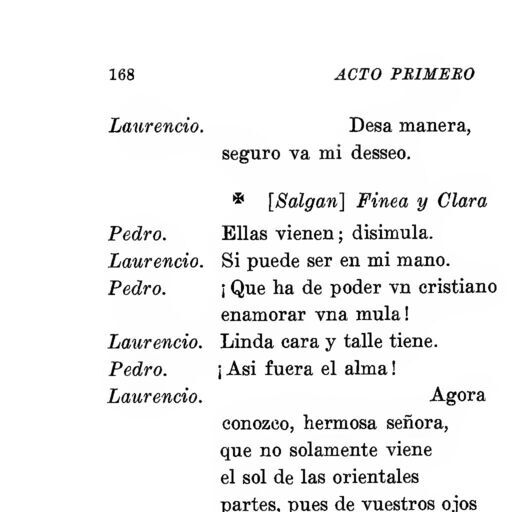 168 ACTO PRIMERO
Laurencio. Desa manera,
seguro va mi desseo.
✠ [Salgan] Finea y Clara
Pedro. Ellas vienen; disimula.
Laurencio. Si puede ser en mi mano.
Pedro. ¡Que ha de poder vn cristiano
enamorar vna mula!
Laurencio. Linda cara y talle tiene.
Pedro. ¡Asi fuera el alma!
Laurencio. Agora
conozco, hermosa señora,
que no solamente viene
el sol de las orientales
partes, pues de vuestros ojos